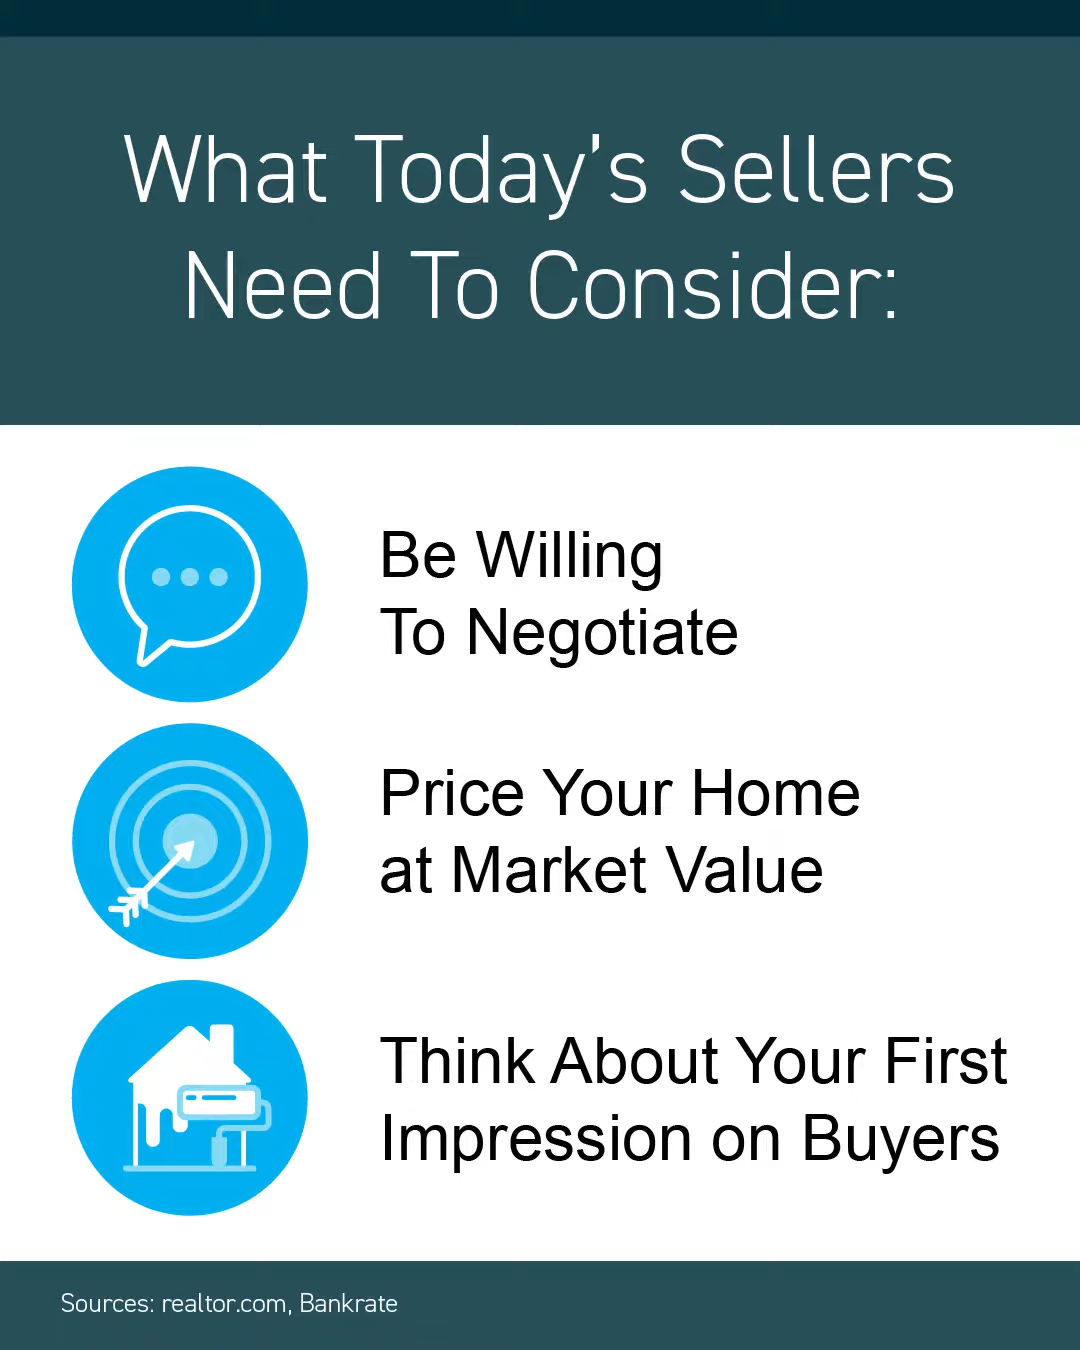 What Today’s Sellers
Need To Consider:
Be Willing
To Negotiate
Price Your Home
at Market Value
Think About Your First
Impression on Buyers
Sources: realtor.com, Bankrate